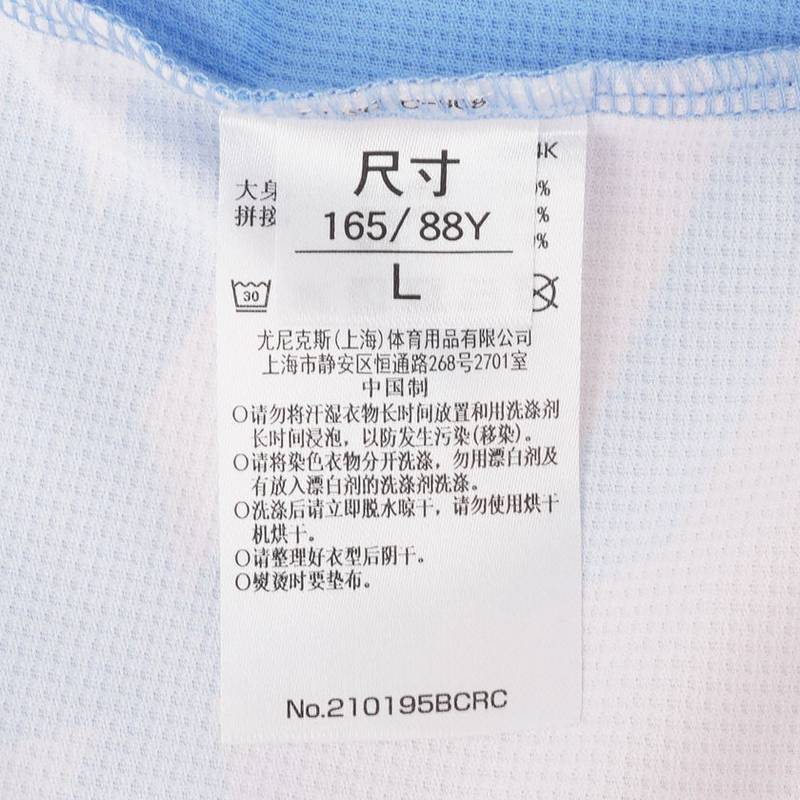 尺寸
165/88Y
L
4K
大身
拼接
%
%
%
30
尤尼克斯(上海)体育用品有限公司
上海市静安区恒通路268号2701室
中国制
○请勿将汗湿衣物长时间放置和用洗涤剂
长时间浸泡，以防发生污染(移染)。
○请将染色衣物分开洗涤，勿用漂白剂及
有放入漂白剂的洗涤剂洗涤。
○洗涤后请立即脱水晾干，请勿使用烘干
机烘干。
○请整理好衣型后阴干。
○熨烫时要垫布。
No.210195BCRC